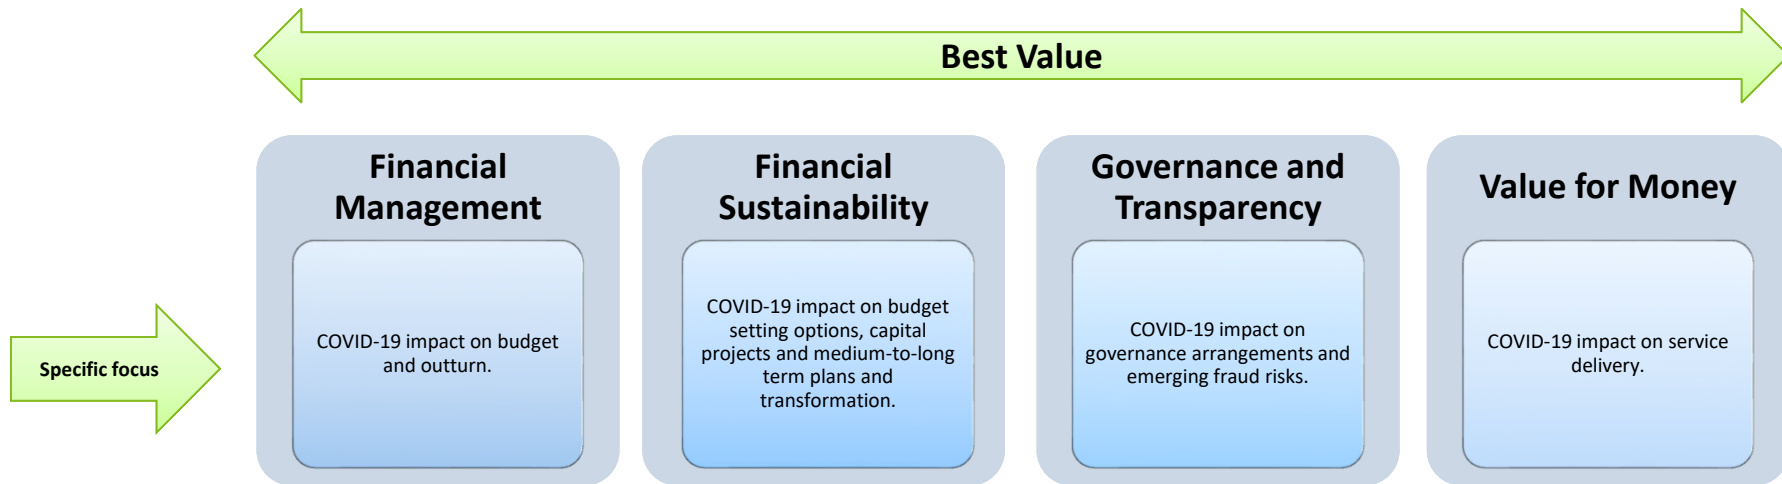 Best Value
Financial
Management
Financial
Sustainability
Governance and
Transparency
Value for Money
Specific focus
COVID-19 impact on budget
and outturn.
COVID-19 impact on budget
setting options, capital
projects and medium-to-long
term plans and
transformation.
COVID-19 impact on
governance arrangements and
emerging fraud risks.
COVID-19 impact on service
delivery.